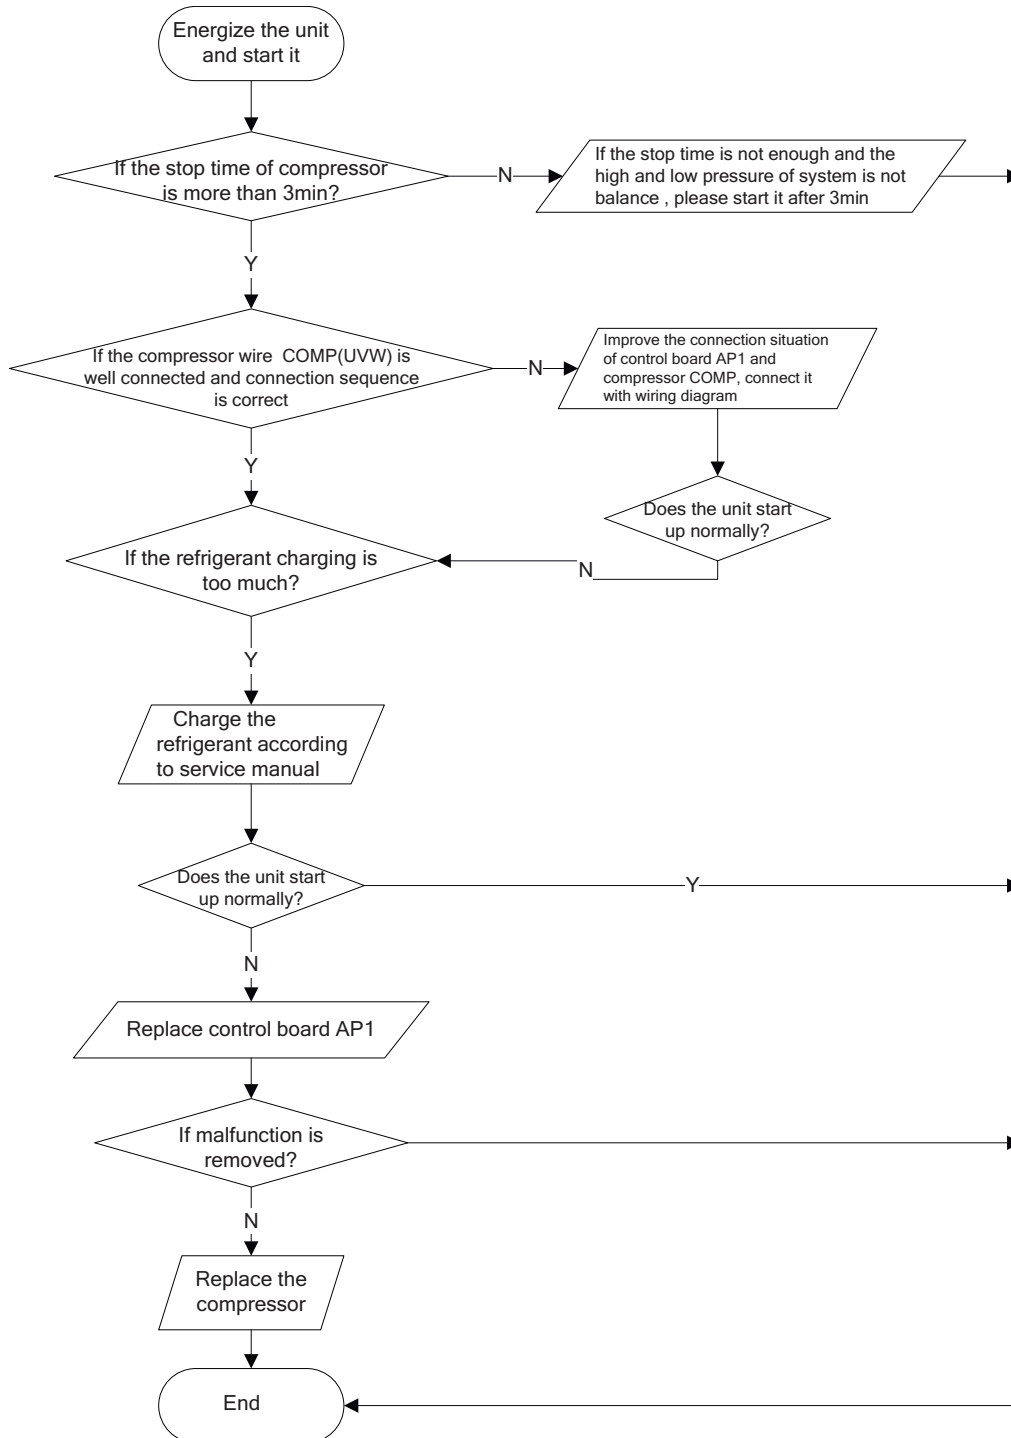 Energize the unit
and start it
If the stop time of compressor
is more than 3min?
N
If the stop time is not enough and the
high and low pressure of system is not
balance , please start it after 3min
Y
If the compressor wire COMP(UVW) is
well connected and connection sequence
is correct
N
Improve the connection situation
of control board AP1 and
compressor COMP, connect it
with wiring diagram
Y
Does the unit start
up normally?
If the refrigerant charging is
too much?
N
Y
Charge the
refrigerant according
to service manual
Does the unit start
up normally?
Y
N
Replace control board AP1
If malfunction is
removed?
N
Replace the
compressor
End